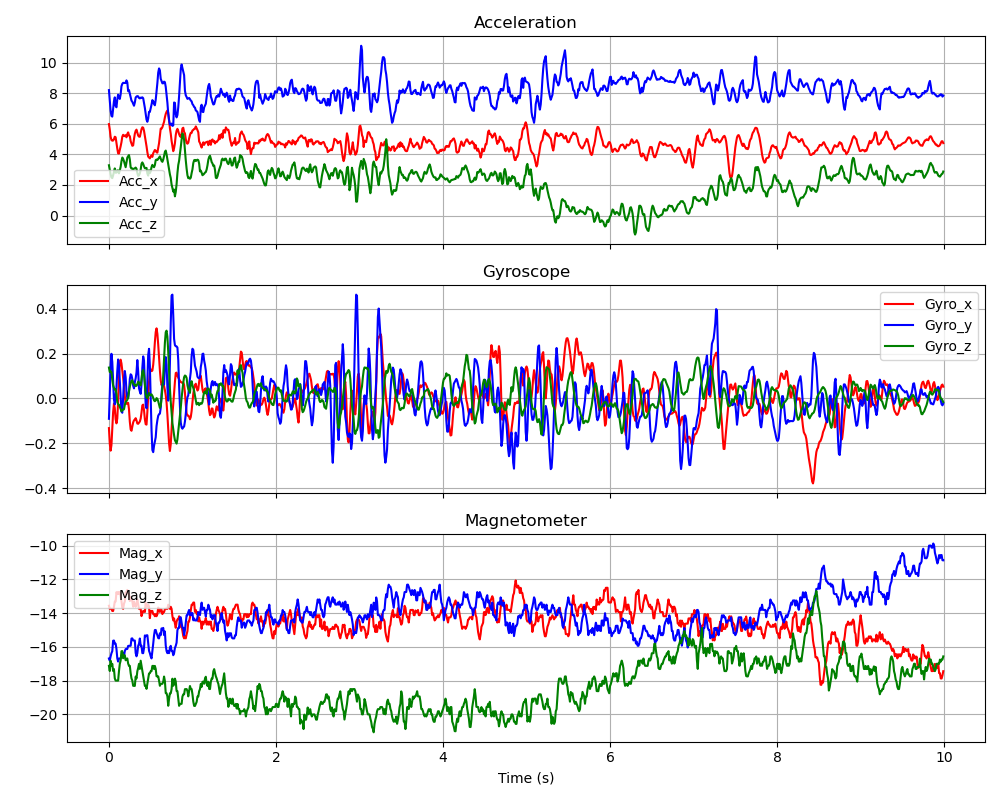 Acceleration
10
8
6
4
2
0
Acc_x
Acc_y
Acc_z
Gyroscope
0.4
0.2
0.0
−0.2
−0.4
Gyro_x
Gyro_y
Gyro_z
Magnetometer
−10
−12
−14
−16
−18
−20
Mag_x
Mag_y
Mag_z
0 2 4 6 8 10
Time (s)